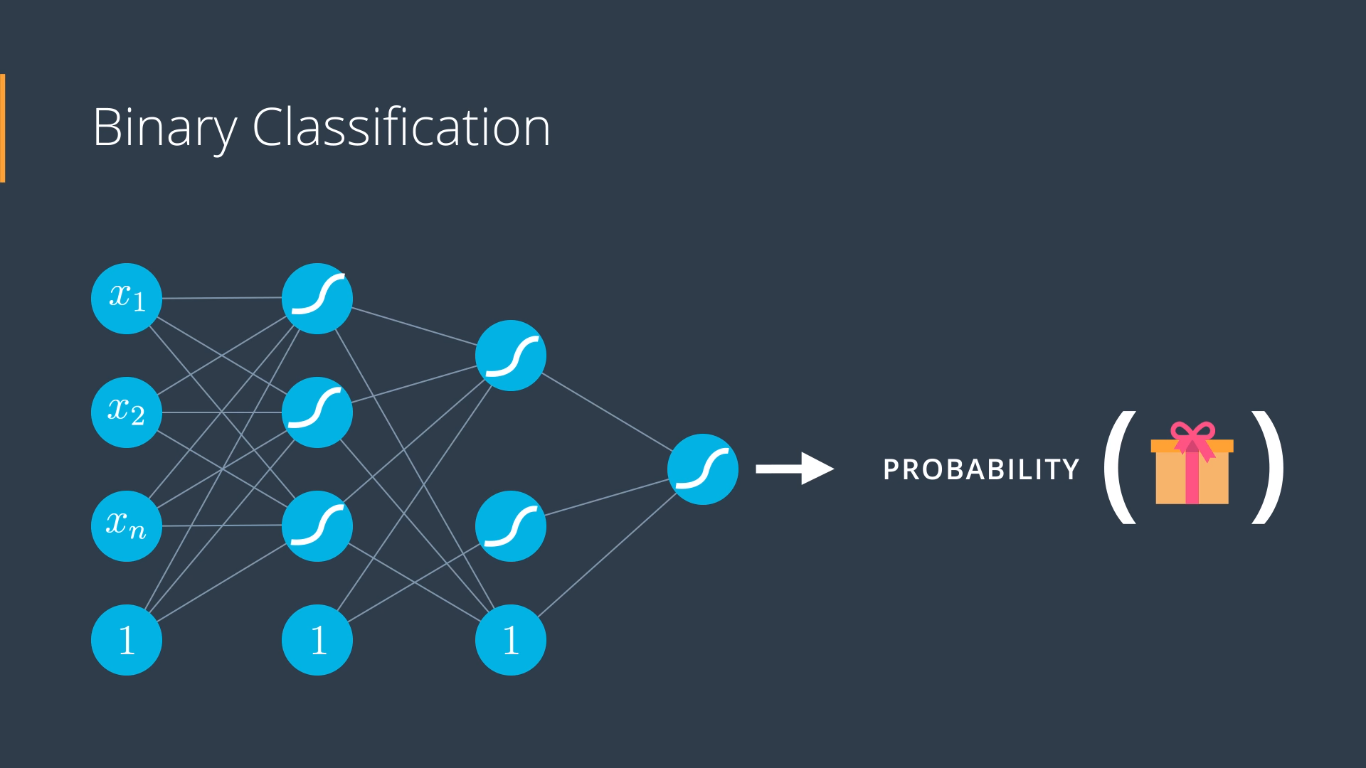 Binary Classification
x₁
x₂
xₙ
1
1
1
PROBABILITY ( )